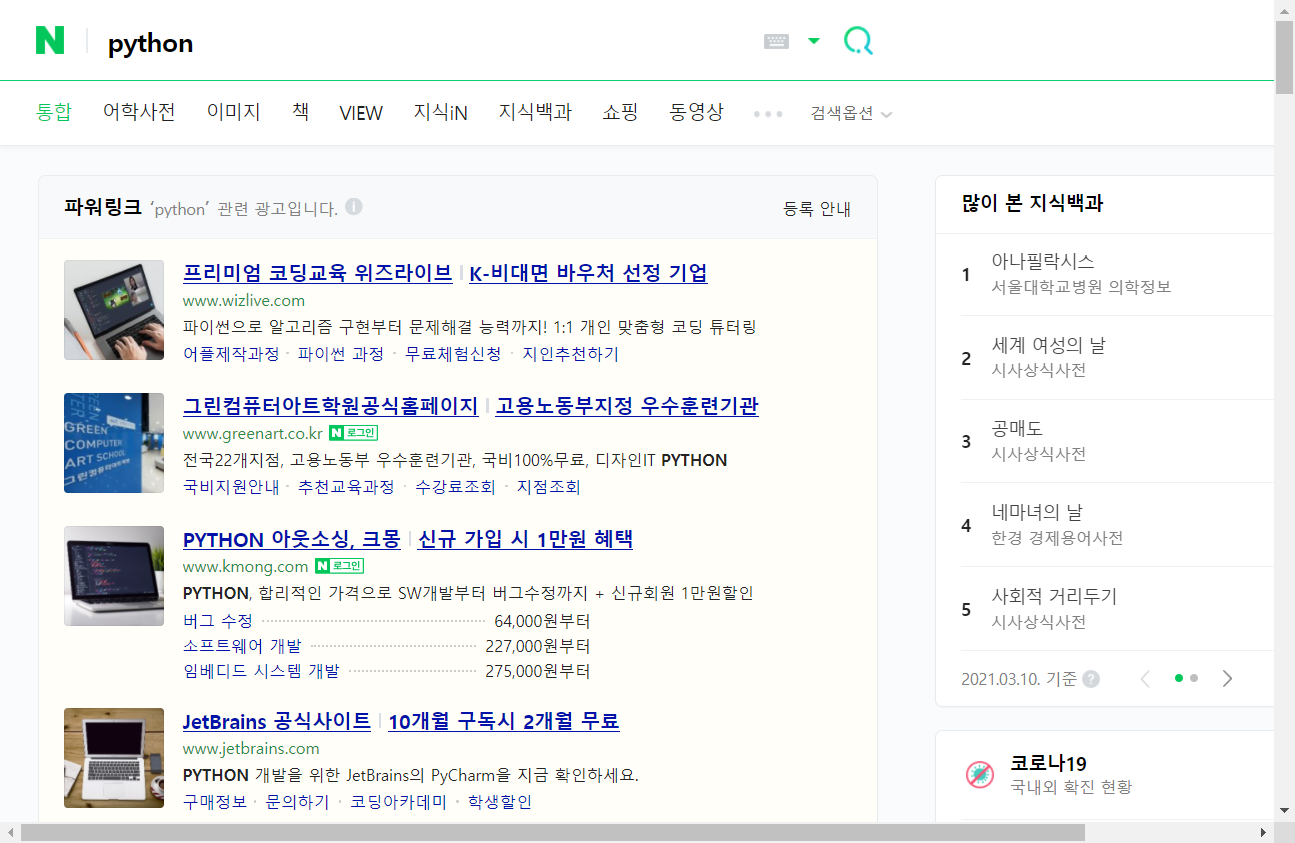 N python
통합 어학사전 이미지 책 VIEW 지식iN 지식백과 쇼핑 동영상 검색옵션
파워링크 ‘python’ 관련 광고입니다. 등록 안내
프리미엄 코딩교육 위즈라이브 K-비대면 바우처 선정 기업
www.wizlive.com
파이썬으로 알고리즘 구현부터 문제해결 능력까지! 1:1 개인 맞춤형 코딩 튜터링
어플제작과정 · 파이썬 과정 · 무료체험신청 · 지인추천하기
GREEN
COMPUTER
ART SCHOOL
그린컴퓨터아트학원공식홈페이지 고용노동부지정 우수훈련기관
www.greenart.co.kr N 로그인
전국22개지점, 고용노동부 우수훈련기관, 국비100%무료, 디자인IT PYTHON
국비지원안내 · 추천교육과정 · 수강료조회 · 지점조회
PYTHON 아웃소싱, 크몽 신규 가입 시 1만원 혜택
www.kmong.com N 로그인
PYTHON, 합리적인 가격으로 SW개발부터 버그수정까지 + 신규회원 1만원할인
버그 수정 64,000원부터
소프트웨어 개발 227,000원부터
임베디드 시스템 개발 275,000원부터
JetBrains 공식사이트 10개월 구독시 2개월 무료
www.jetbrains.com
PYTHON 개발을 위한 JetBrains의 PyCharm을 지금 확인하세요.
구매정보 · 문의하기 · 코딩아카데미 · 학생할인
많이 본 지식백과
1 아나필락시스
서울대학교병원 의학정보
2 세계 여성의 날
시사상식사전
3 공매도
시사상식사전
4 네마녀의 날
한경 경제용어사전
5 사회적 거리두기
시사상식사전
2021.03.10. 기준 ?
코로나19
국내외 확진 현황